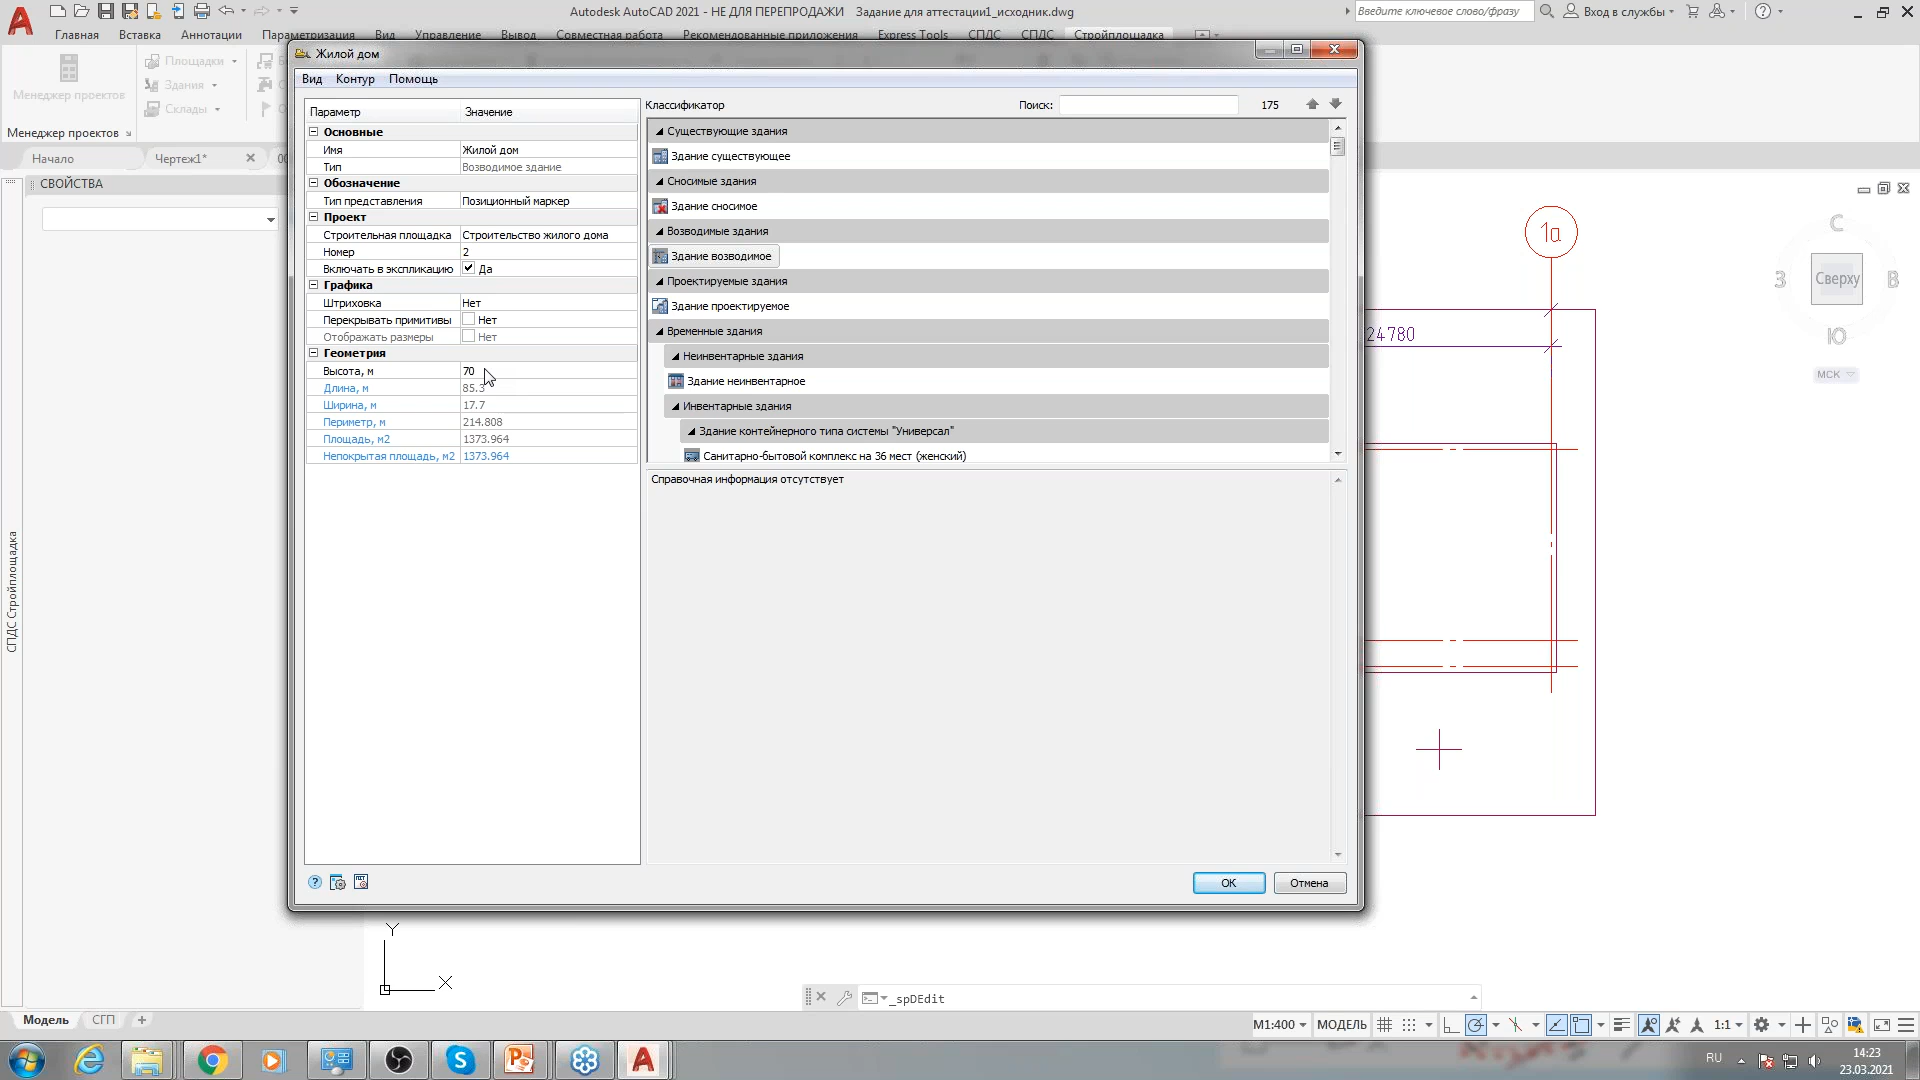 Autodesk AutoCAD 2021 - НЕ ДЛЯ ПЕРЕПРОДАЖИ Задание для аттестации1_исходник.dwg
Введите ключевое слово/фразу
Вход в службы
Главная Вставка Аннотации Параметризация Вид Управление Вывод Совместная работа Рекомендованные приложения Express Tools СПДС СПДС Стройплощадка
Площадки
Здания
Склады
Менеджер проектов
Менеджер проектов
Начало
Чертеж1*
СВОЙСТВА
СПДС Стройплощадка
Жилой дом
Вид Контур Помощь
Параметр Значение
Основные
Имя Жилой дом
Тип Возводимое здание
Обозначение
Тип представления Позиционный маркер
Проект
Строительная площадка Строительство жилого дома
Номер 2
Включать в экспликацию Да
Графика
Штриховка Нет
Перекрывать примитивы Нет
Отображать размеры Нет
Геометрия
Высота, м 70
Длина, м 85.3
Ширина, м 17.7
Периметр, м 214.808
Площадь, м2 1373.964
Непокрытая площадь, м2 1373.964
Классификатор Поиск: 175
Существующие здания
Здание существующее
Сносимые здания
Здание сносимое
Возводимые здания
Здание возводимое
Проектируемые здания
Здание проектируемое
Временные здания
Неинвентарные здания
Здание неинвентарное
Инвентарные здания
Здание контейнерного типа системы "Универсал"
Санитарно-бытовой комплекс на 36 мест (женский)
Справочная информация отсутствует
OK Отмена
1а
24780
С
З Сверху В
Ю
МСК
Y
X
_spDEdit
Модель СГП
М1:400 МОДЕЛЬ 1:1
RU
14:23
23.03.2021